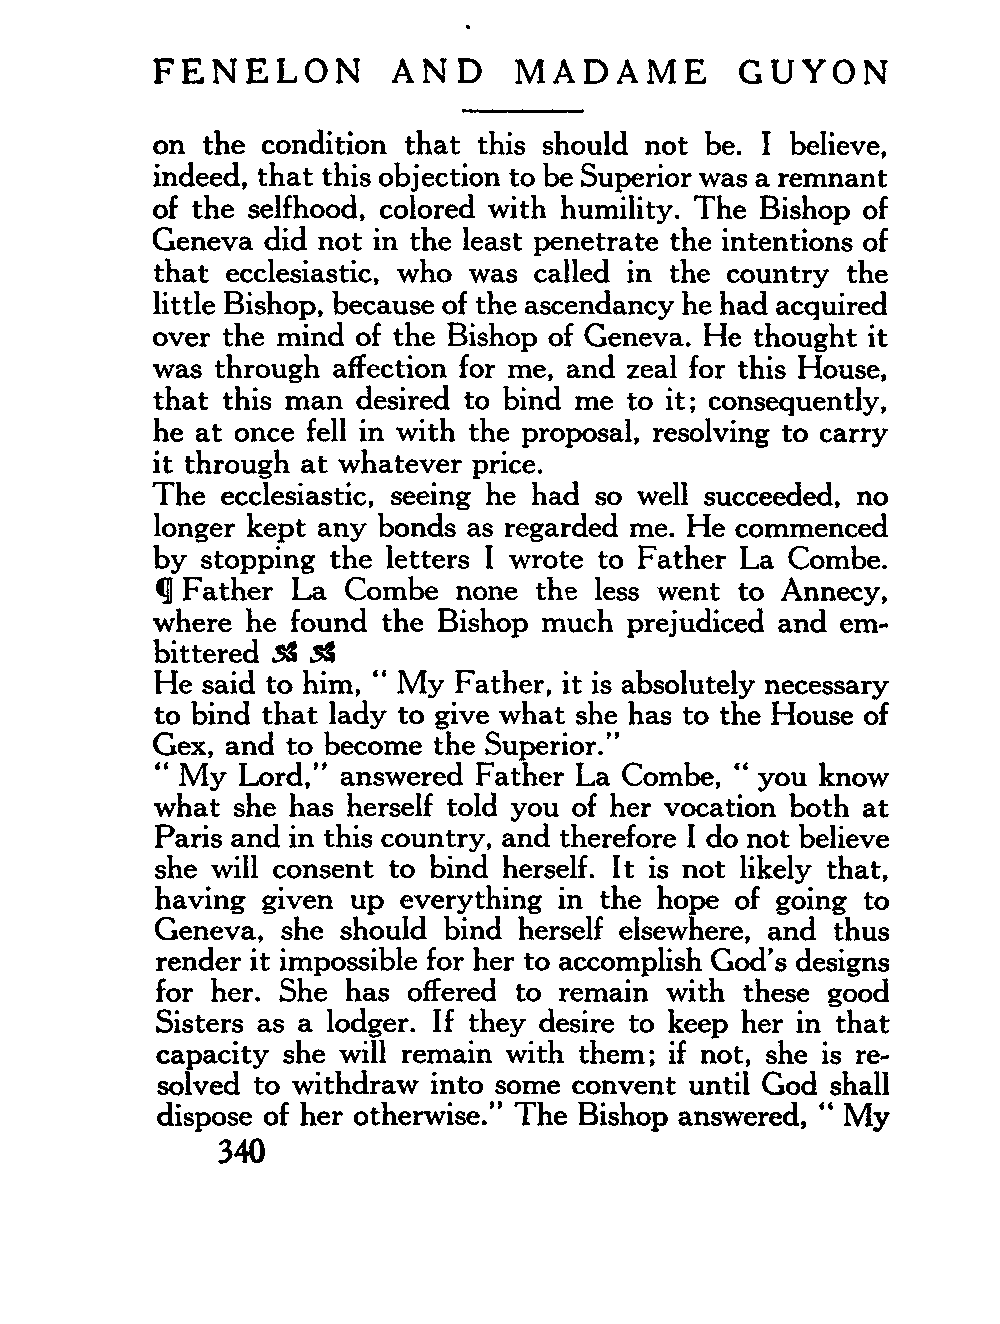 FENELON AND MADAME GUYON
on the condition that this should not be. I believe,
indeed, that this objection to be Superior was a remnant
of the selfhood, colored with humility. The Bishop of
Geneva did not in the least penetrate the intentions of
that ecclesiastic, who was called in the country the
little Bishop, because of the ascendancy he had acquired
over the mind of the Bishop of Geneva. He thought it
was through affection for me, and zeal for this House,
that this man desired to bind me to it; consequently,
he at once fell in with the proposal, resolving to carry
it through at whatever price.
The ecclesiastic, seeing he had so well succeeded, no
longer kept any bonds as regarded me. He commenced
by stopping the letters I wrote to Father La Combe.
¶ Father La Combe none the less went to Annecy,
where he found the Bishop much prejudiced and em-
bittered
He said to him, “ My Father, it is absolutely necessary
to bind that lady to give what she has to the House of
Gex, and to become the Superior.”
“ My Lord,” answered Father La Combe, “ you know
what she has herself told you of her vocation both at
Paris and in this country, and therefore I do not believe
she will consent to bind herself. It is not likely that,
having given up everything in the hope of going to
Geneva, she should bind herself elsewhere, and thus
render it impossible for her to accomplish God's designs
for her. She has offered to remain with these good
Sisters as a lodger. If they desire to keep her in that
capacity she will remain with them; if not, she is re-
solved to withdraw into some convent until God shall
dispose of her otherwise.” The Bishop answered, “ My
340